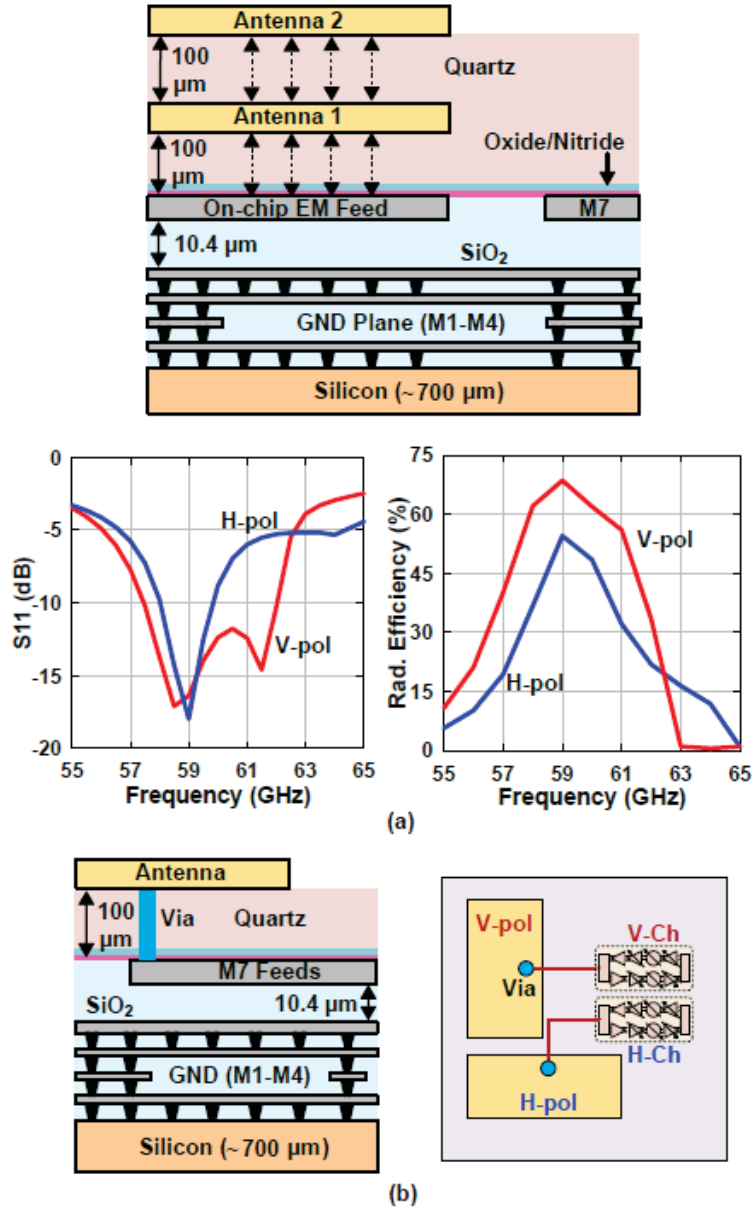 Antenna 2
100
µm
Quartz
Antenna 1
100
µm
Oxide/Nitride
On-chip EM Feed
M7
10.4 µm
SiO₂
GND Plane (M1-M4)
Silicon (~700 µm)
0
-5
-10
-15
-20
S11 (dB)
H-pol
V-pol
55 57 59 61 63 65
Frequency (GHz)
75
60
45
30
15
0
Rad. Efficiency (%)
V-pol
H-pol
55 57 59 61 63 65
Frequency (GHz)
(a)
Antenna
100
µm
Via
Quartz
M7 Feeds
SiO₂
10.4 µm
GND (M1-M4)
Silicon (~700 µm)
V-pol
V-Ch
Via
H-Ch
H-pol
(b)